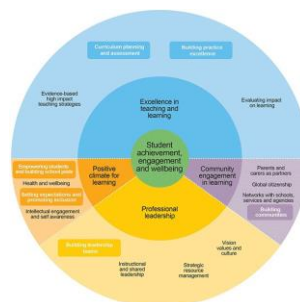 Curriculum planning
and assessment
Building practice
excellence
Evidence-based
high impact
teaching strategies
Evaluating impact
on learning
Excellence in
teaching and
learning
Student
achievement,
engagement
and wellbeing
Empowering students
and building school pride
Health and wellbeing
Setting expectations and
promoting inclusion
Intellectual engagement
and self awareness
Positive
climate for
learning
Community
engagement
in learning
Parents and
carers as partners
Global citizenship
Networks with schools,
services and agencies
Building
communities
Professional
leadership
Building leadership
teams
Instructional
and shared
leadership
Strategic
resource
management
Vision
values and
culture